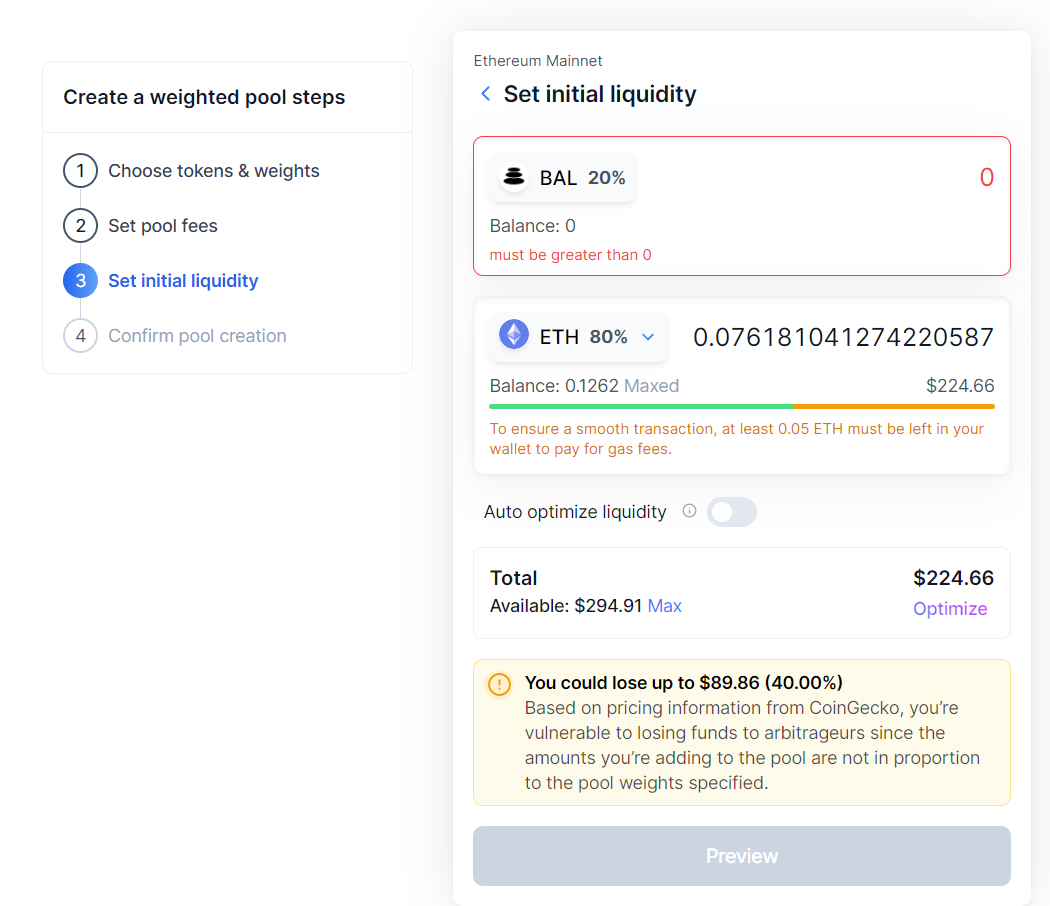 Create a weighted pool steps
1 Choose tokens & weights
2 Set pool fees
3 Set initial liquidity
4 Confirm pool creation
Ethereum Mainnet
Set initial liquidity
BAL 20% 0
Balance: 0
must be greater than 0
ETH 80% 0.076181041274220587
Balance: 0.1262 Maxed $224.66
To ensure a smooth transaction, at least 0.05 ETH must be left in your
wallet to pay for gas fees.
Auto optimize liquidity
Total $224.66
Available: $294.91 Max Optimize
You could lose up to $89.86 (40.00%)
Based on pricing information from CoinGecko, you’re
vulnerable to losing funds to arbitrageurs since the
amounts you’re adding to the pool are not in proportion
to the pool weights specified.
Preview